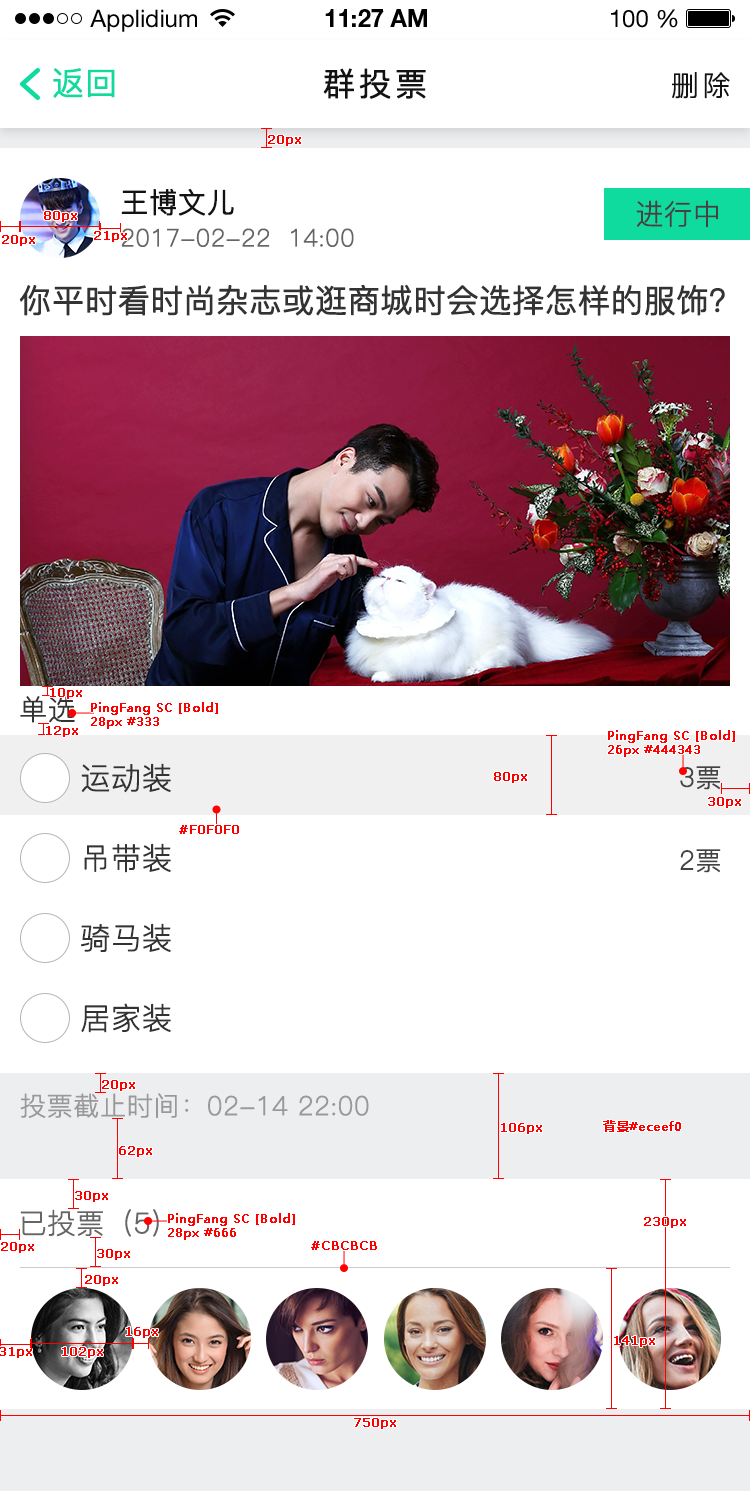 Applidium 11:27 AM 100 %
返回 群投票 删除
20px
王博文儿
进行中
80px
20px 21px
2017-02-22 14:00
你平时看时尚杂志或逛商城时会选择怎样的服饰?
10px
单选
PingFang SC [Bold]
28px #333
12px
PingFang SC [Bold]
26px #444343
运动装 80px 3票
30px
#F0F0F0
吊带装 2票
骑马装
居家装
20px
投票截止时间：02-14 22:00
106px 背景#eceef0
62px
30px
已投票（5）
PingFang SC [Bold]
28px #666
230px
20px
30px
#CBCBCB
20px
16px
31px 102px 141px
750px